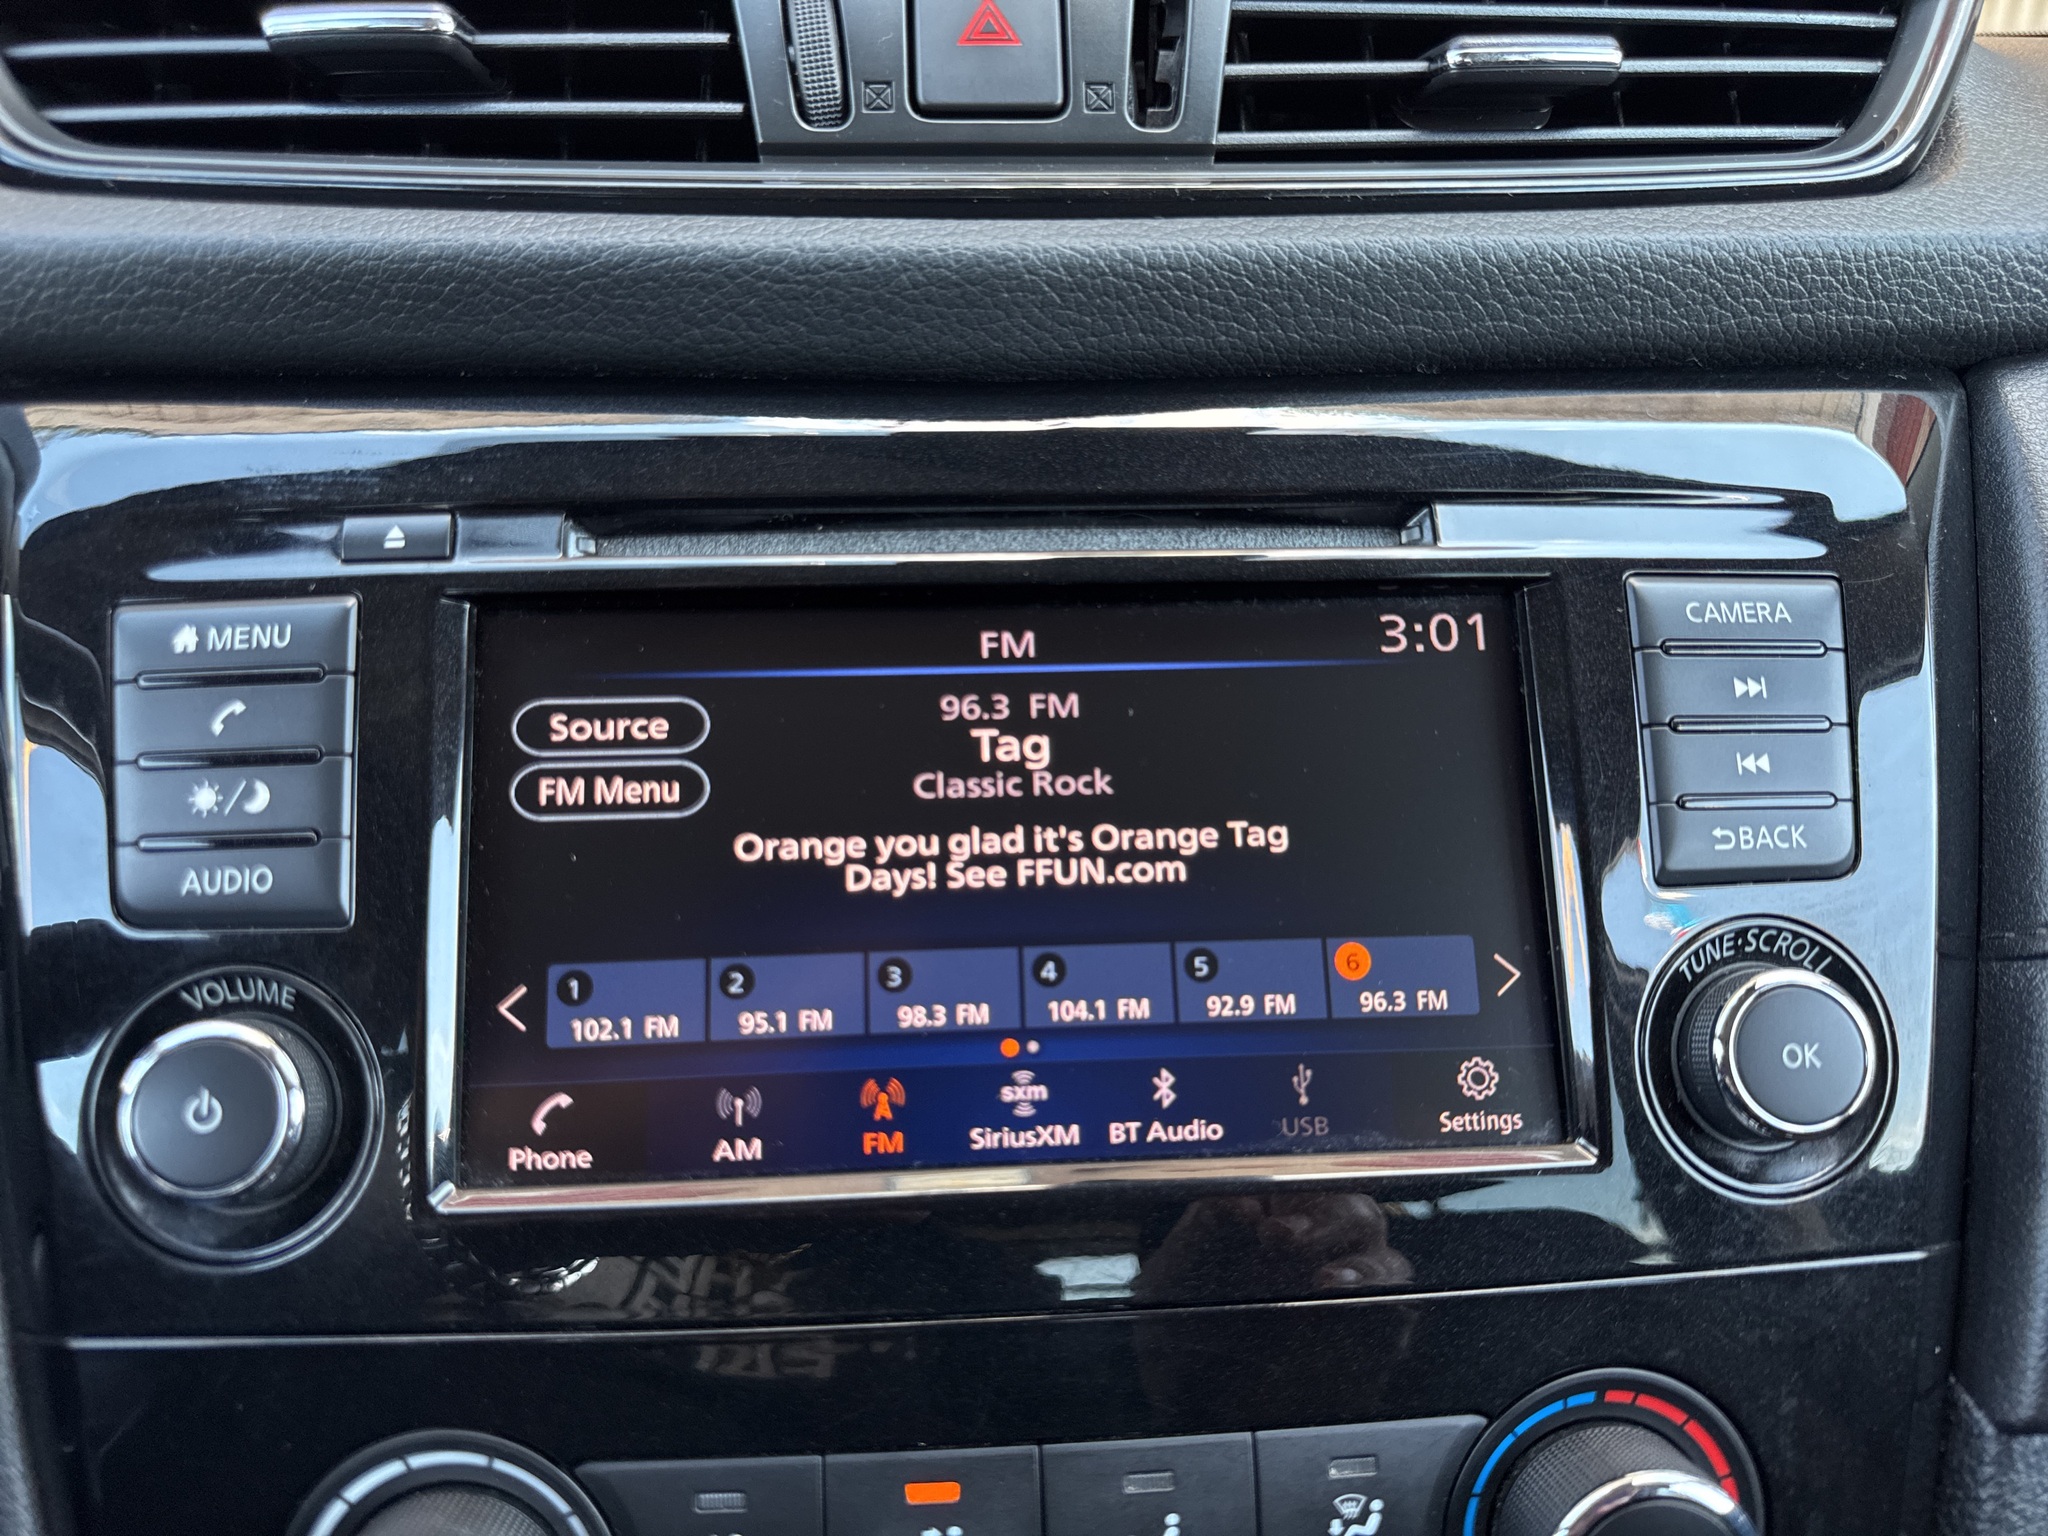 FM
3:01
MENU
CAMERA
Source
96.3 FM
FM Menu
Tag
Classic Rock
AUDIO
Orange you glad it's Orange Tag
Days! See FFUN.com
BACK
VOLUME
TUNE·SCROLL
1
2
3
4
5
6
102.1 FM
95.1 FM
98.3 FM
104.1 FM
92.9 FM
96.3 FM
OK
Phone
AM
FM
sxm
SiriusXM
BT Audio
USB
Settings